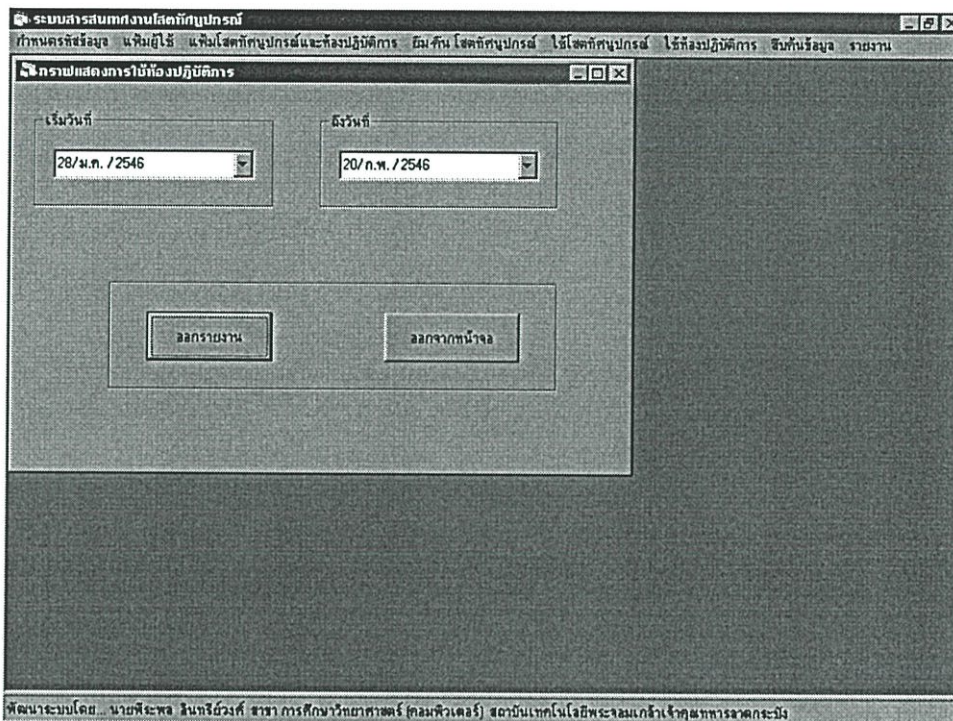 ระบบสารสนเทศงานโสตทัศนูปกรณ์
กำหนดรหัสข้อมูล แฟ้มผู้ใช้ แฟ้มโสตทัศนูปกรณ์และห้องปฏิบัติการ ยืม-คืน โสตทัศนูปกรณ์ ใช้โสตทัศนูปกรณ์ ใช้ห้องปฏิบัติการ สืบค้นข้อมูล รายงาน
กราฟแสดงการใช้ห้องปฏิบัติการ
เริ่มวันที่ ถึงวันที่
28/ม.ค. /2546 20/ก.พ. /2546
ออกรายงาน ออกจากหน้าจอ
พัฒนาระบบโดย... นายพีระพล อินทรีย์วงศ์ สาขา การศึกษาวิทยาศาสตร์ (คอมพิวเตอร์) สถาบันเทคโนโลยีพระจอมเกล้าเจ้าคุณทหารลาดกระบัง